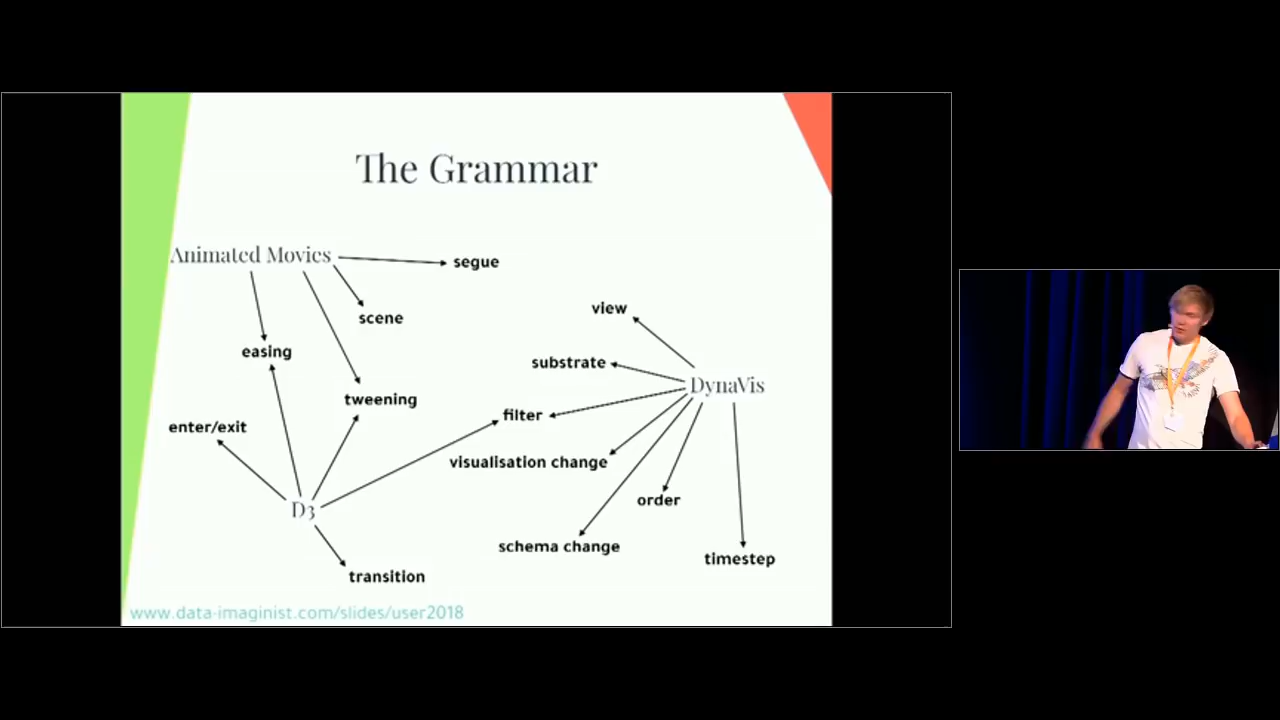 The Grammar
Animated Movies
segue
scene
view
easing
substrate
DynaVis
tweening
filter
enter/exit
visualisation change
order
D3
schema change
timestep
transition
www.data-imaginist.com/slides/user2018